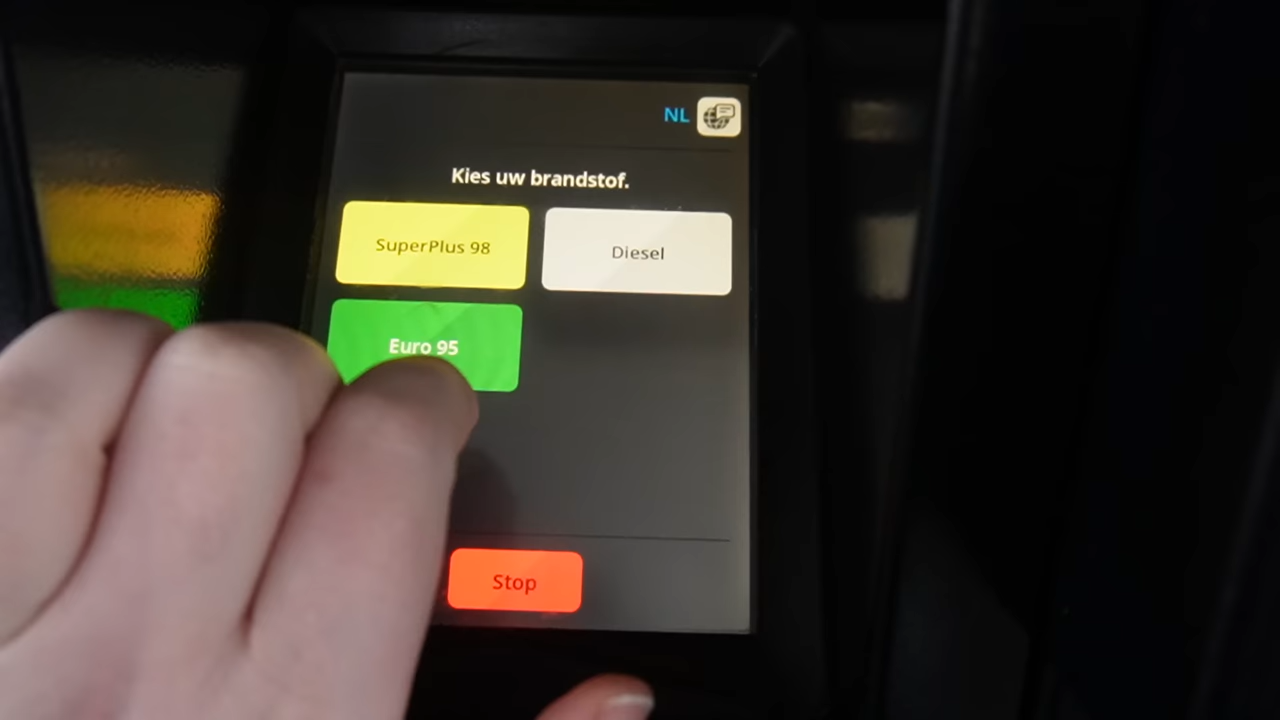 NL
Kies uw brandstof.
SuperPlus 98
Diesel
Euro 95
Stop